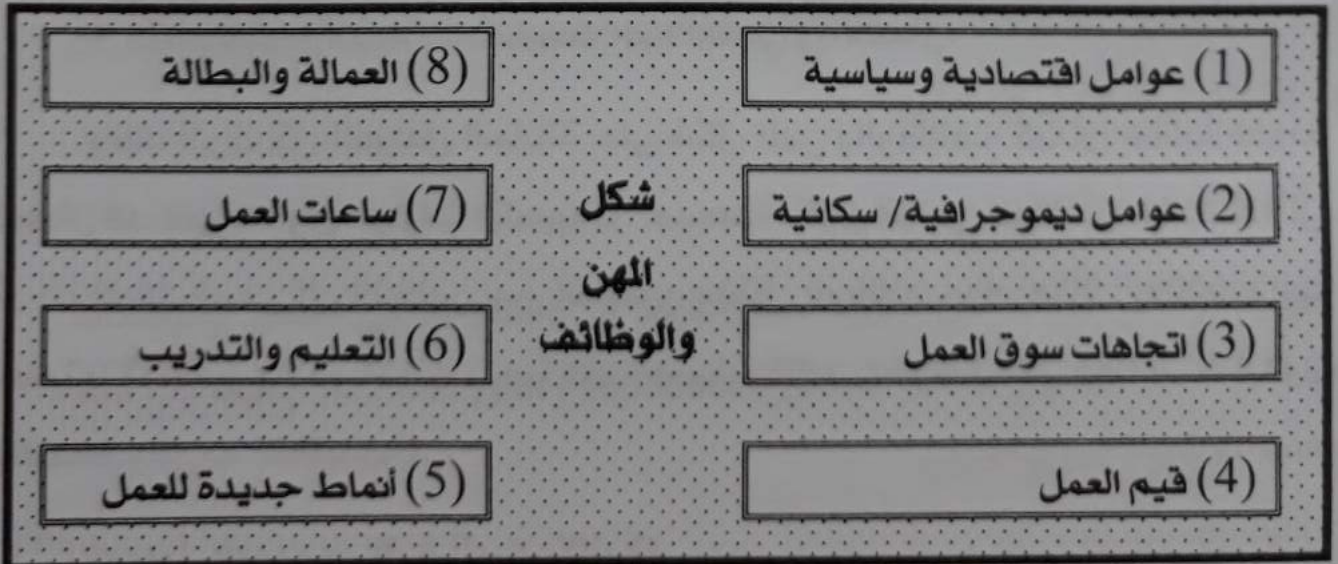 (1) عوامل اقتصادية وسياسية
(2) عوامل ديموجرافية/ سكانية
(3) اتجاهات سوق العمل
(4) قيم العمل
شكل
المهن
والوظائف
(8) العمالة والبطالة
(7) ساعات العمل
(6) التعليم والتدريب
(5) أنماط جديدة للعمل